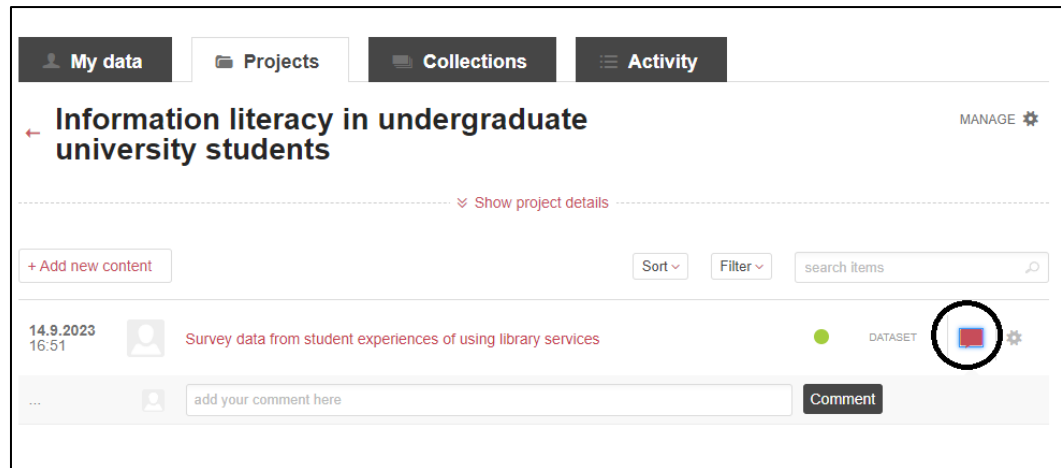 My data Projects Collections Activity
← Information literacy in undergraduate
university students
MANAGE
Show project details
+ Add new content Sort Filter search items
14.9.2023
16:51
Survey data from student experiences of using library services DATASET
... add your comment here Comment